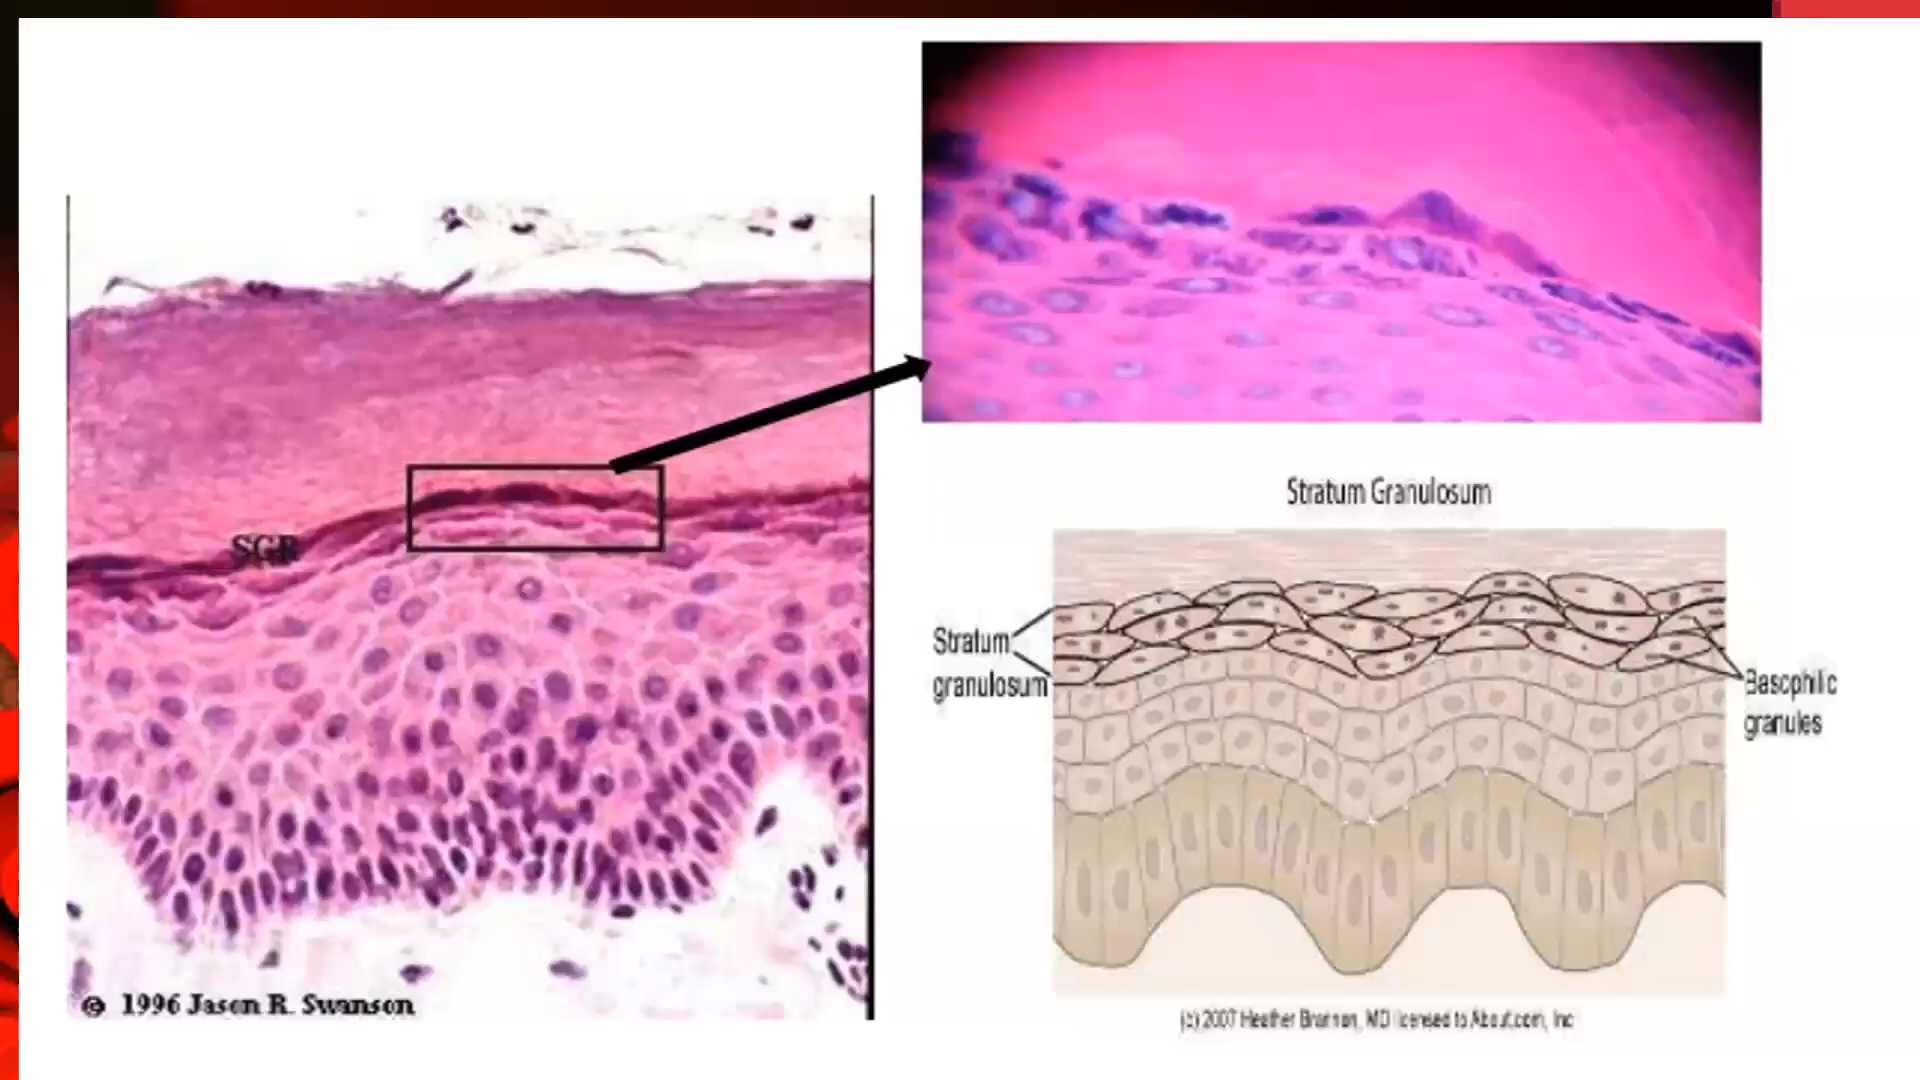 SGR
© 1996 Jason R. Swanson
Stratum Granulosum
Stratum
granulosum
Basophilic
granules
(c) 2007 Heather Brannon, MD licensed to About.com, Inc